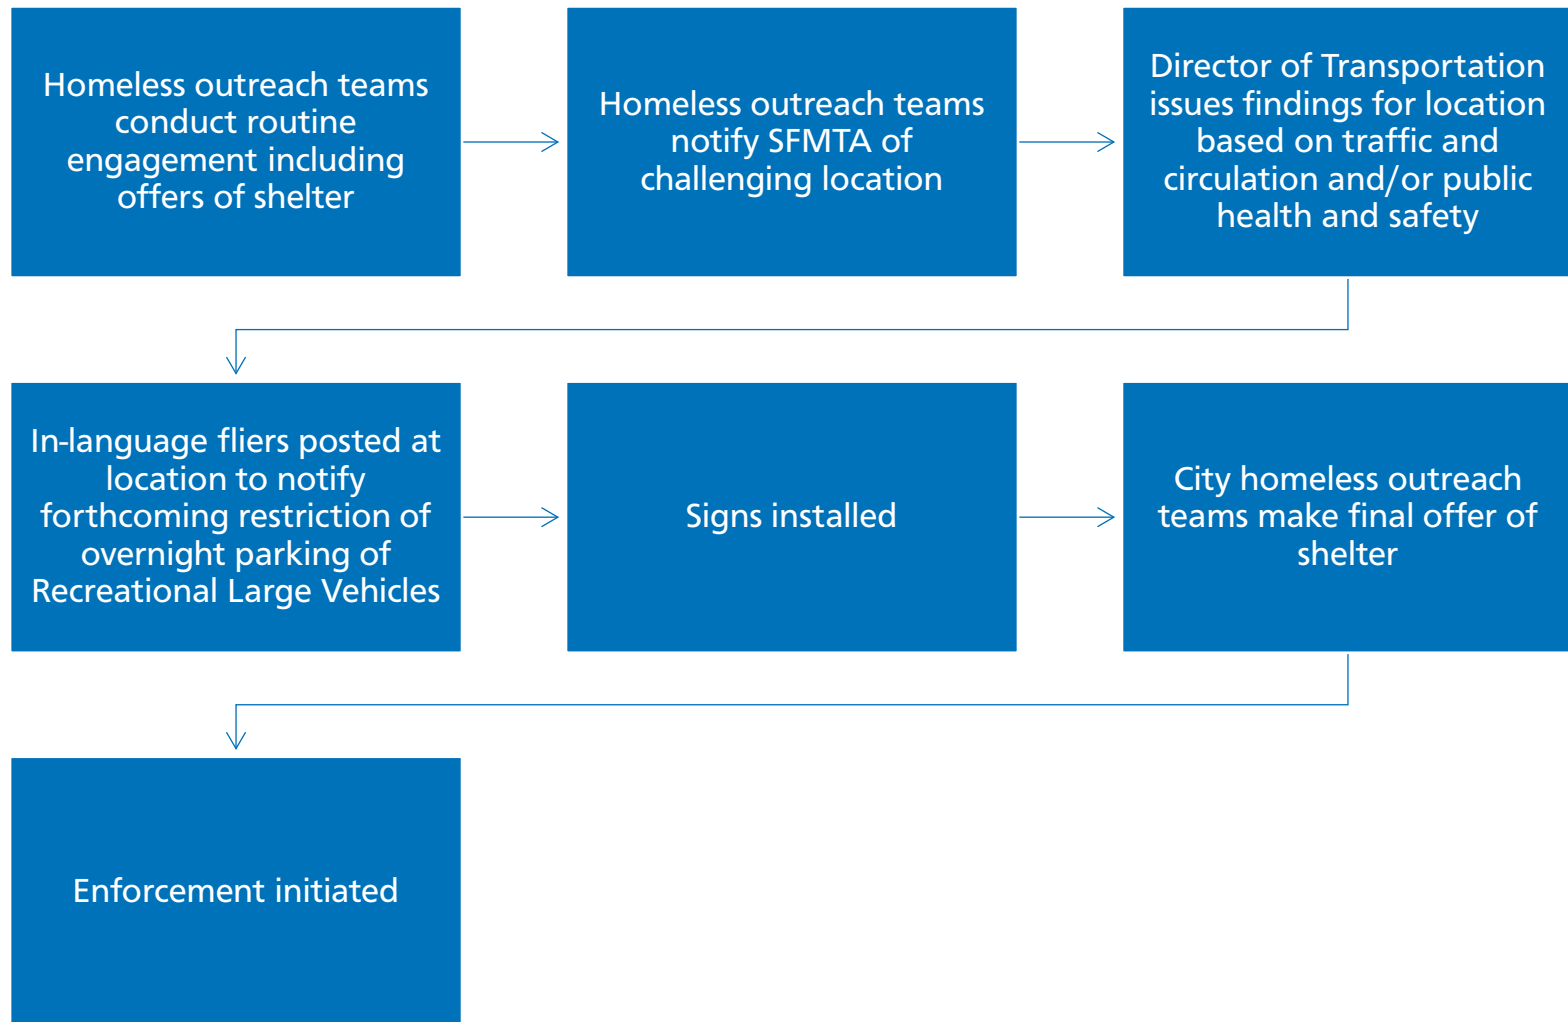 Homeless outreach teams
conduct routine
engagement including
offers of shelter
Homeless outreach teams
notify SFMTA of
challenging location
Director of Transportation
issues findings for location
based on traffic and
circulation and/or public
health and safety
In-language fliers posted at
location to notify
forthcoming restriction of
overnight parking of
Recreational Large Vehicles
Signs installed
City homeless outreach
teams make final offer of
shelter
Enforcement initiated